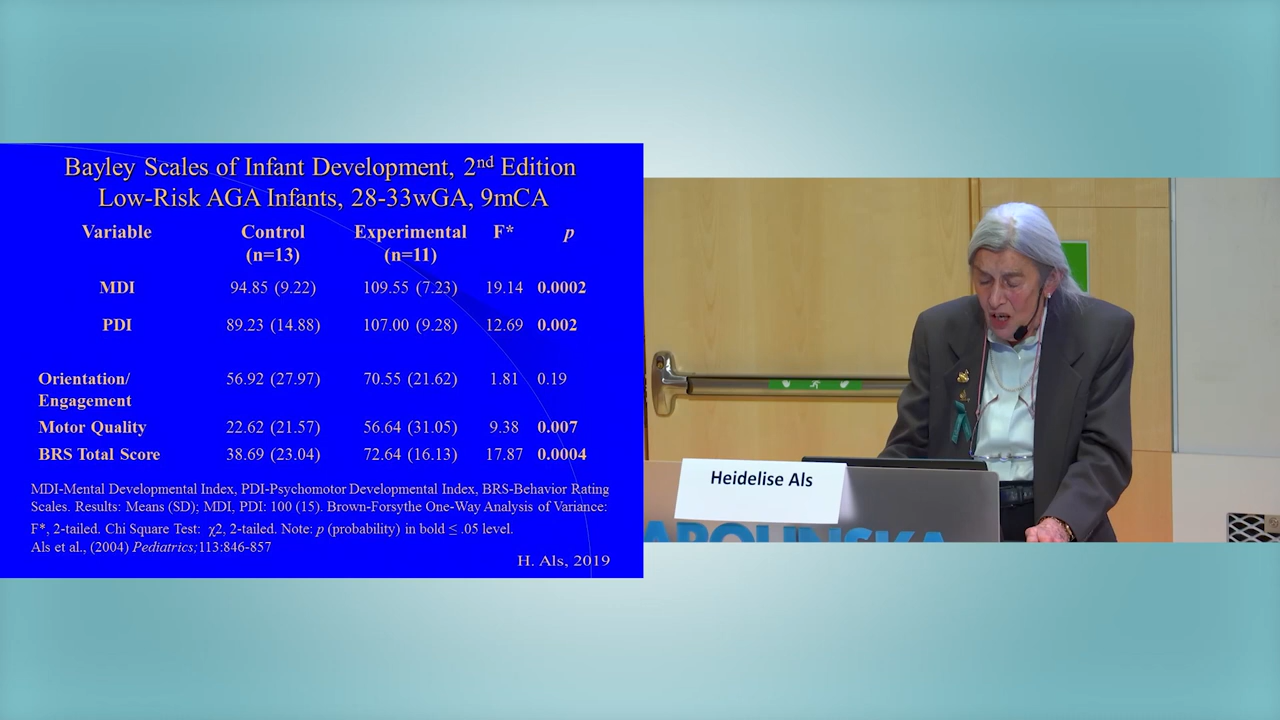 Bayley Scales of Infant Development, 2nd Edition
Low-Risk AGA Infants, 28-33wGA, 9mCA
Variable Control Experimental F* p
(n=13) (n=11)
MDI 94.85 (9.22) 109.55 (7.23) 19.14 0.0002
PDI 89.23 (14.88) 107.00 (9.28) 12.69 0.002
Orientation/ 56.92 (27.97) 70.55 (21.62) 1.81 0.19
Engagement
Motor Quality 22.62 (21.57) 56.64 (31.05) 9.38 0.007
BRS Total Score 38.69 (23.04) 72.64 (16.13) 17.87 0.0004
MDI-Mental Developmental Index, PDI-Psychomotor Developmental Index, BRS-Behavior Rating
Scales. Results: Means (SD); MDI, PDI: 100 (15). Brown-Forsythe One-Way Analysis of Variance:
F*, 2-tailed. Chi Square Test: χ2, 2-tailed. Note: p (probability) in bold ≤ .05 level.
Als et al., (2004) Pediatrics;113:846-857
H. Als, 2019
Heidelise Als